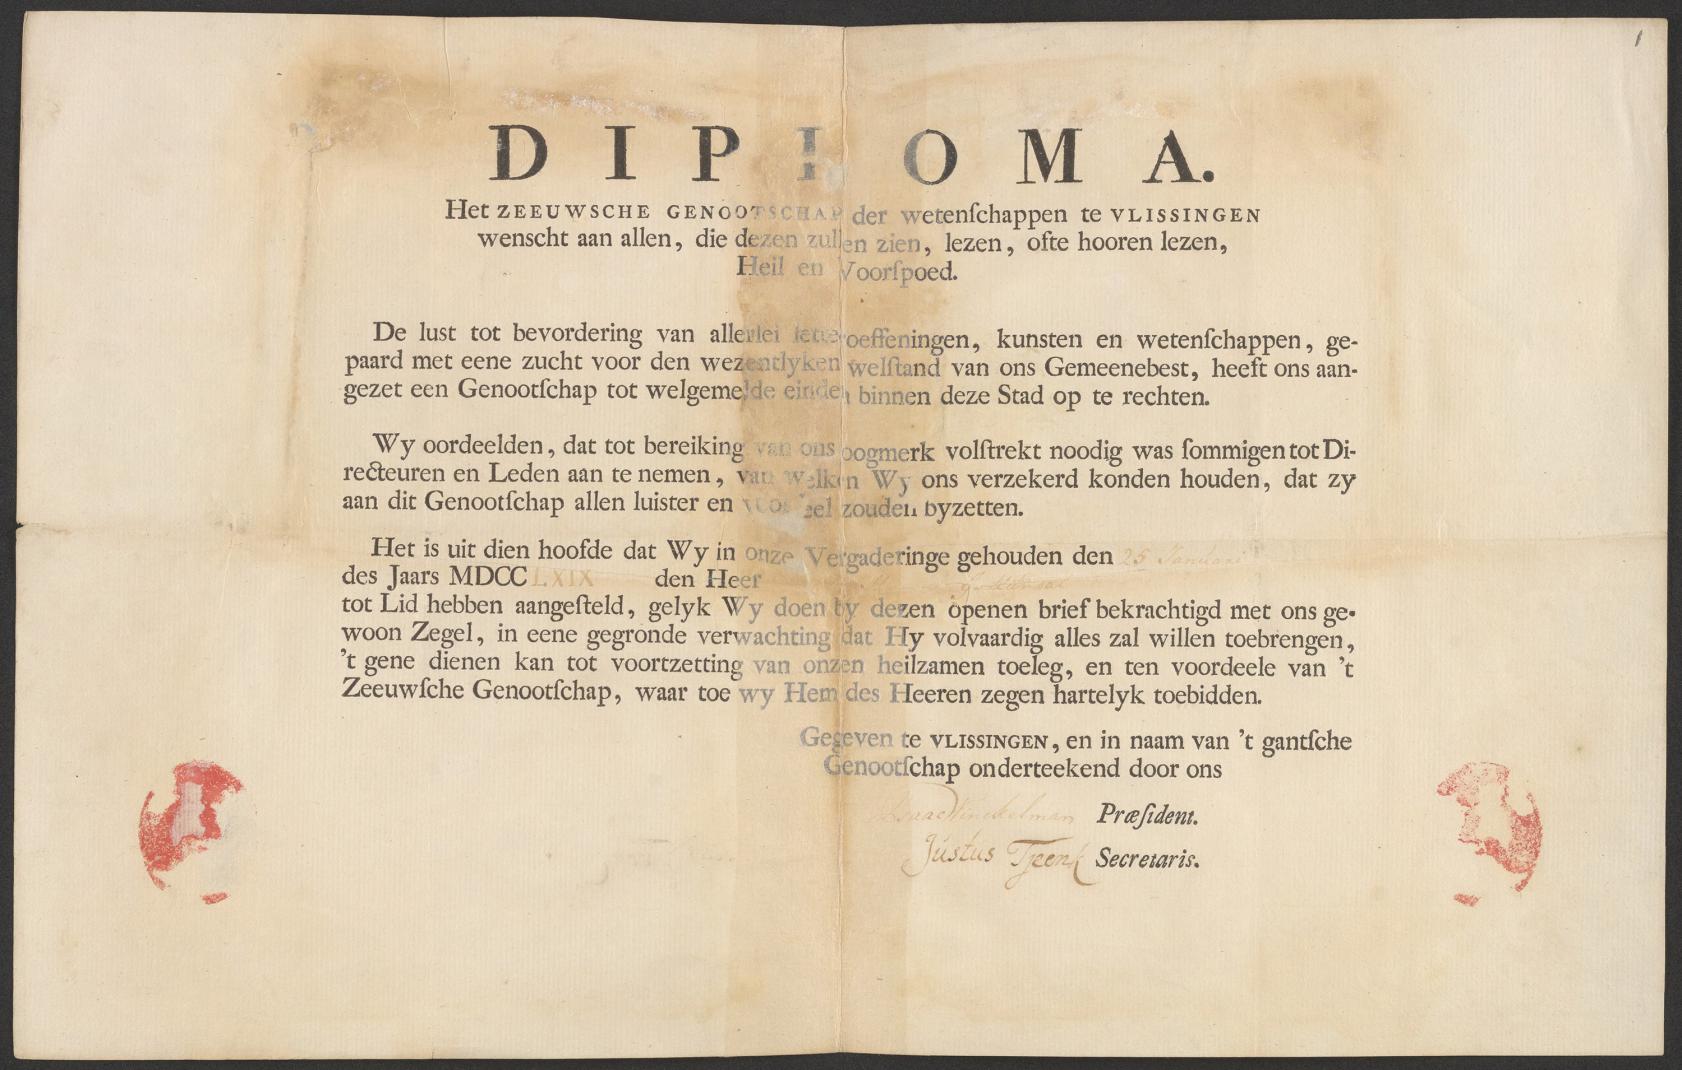 1
DIPLOMA.
Het ZEEUWSCHE GENOOTSCHAP der wetenſchappen te VLISSINGEN
wenscht aan allen, die dezen zullen zien, lezen, ofte hooren lezen,
Heil en Voorſpoed.
De lust tot bevordering van allerlei letteroeffeningen, kunsten en wetenſchappen, ge-
paard met eene zucht voor den wezentlyken welſtand van ons Gemeenebest, heeft ons aan-
gezet een Genootſchap tot welgemelde einden binnen deze Stad op te rechten.
Wy oordeelden, dat tot bereiking van ons oogmerk volſtrekt noodig was ſommigen tot Di-
recteuren en Leden aan te nemen, van welken Wy ons verzekerd konden houden, dat zy
aan dit Genootſchap allen luister en voordeel zouden byzetten.
Het is uit dien hoofde dat Wy in onze Vergaderinge gehouden den 25 Januari
des Jaars MDCCLXIX den Heer
tot Lid hebben aangeſteld, gelyk Wy doen by dezen openen brief bekrachtigd met ons ge-
woon Zegel, in eene gegronde verwachting dat Hy volvaardig alles zal willen toebrengen,
't gene dienen kan tot voortzetting van onzen heilzamen toeleg, en ten voordeele van 't
Zeeuwſche Genootſchap, waar toe wy Hem des Heeren zegen hartelyk toebidden.
Gegeven te VLISSINGEN, en in naam van 't gantſche
Genootſchap onderteekend door ons
Isaac Winckelman Præſident.
Justus Tjeenk Secretaris.